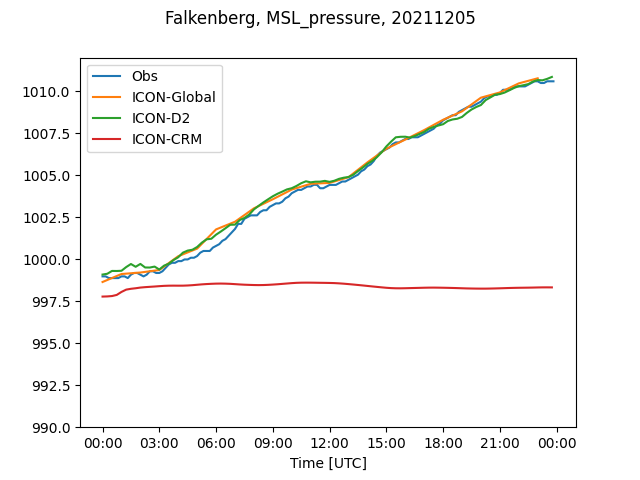 Falkenberg, MSL_pressure, 20211205
Obs
ICON-Global
ICON-D2
ICON-CRM
1010.0
1007.5
1005.0
1002.5
1000.0
997.5
995.0
992.5
990.0
00:00 03:00 06:00 09:00 12:00 15:00 18:00 21:00 00:00
Time [UTC]